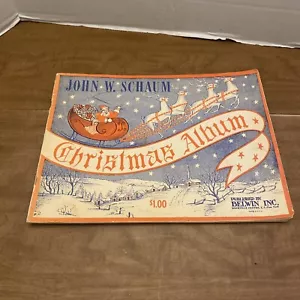 JOHN W. SCHAUM
Christmas Album
$1.00
PUBLISHED BY
BELWIN INC.